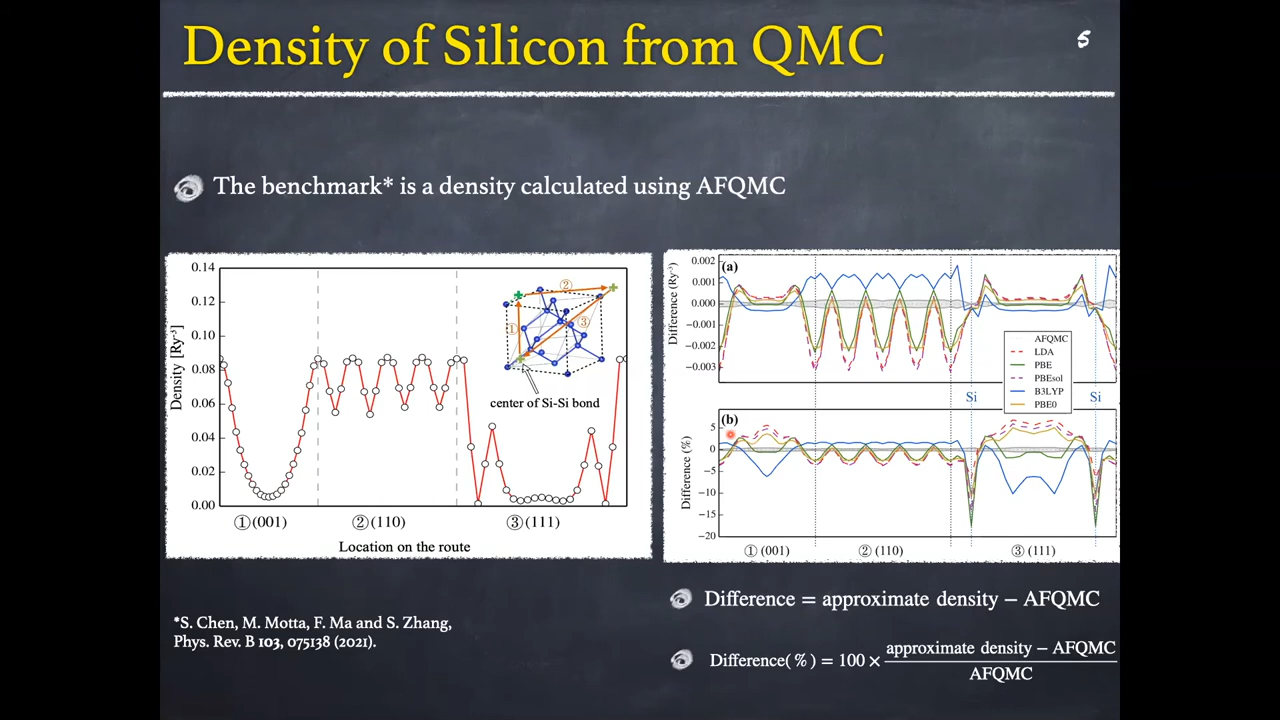 Density of Silicon from QMC
5
The benchmark* is a density calculated using AFQMC
0.14
0.12
0.10
0.08
0.06
0.04
0.02
0.00
Density [Ry⁻³]
①
②
③
center of Si-Si bond
①(001)
②(110)
③(111)
Location on the route
(a)
0.002
0.001
0.000
−0.001
−0.002
−0.003
Difference (Ry⁻³)
AFQMC
LDA
PBE
PBEsol
B3LYP
PBE0
Si
Si
(b)
5
0
−5
−10
−15
−20
Difference (%)
① (001)
② (110)
③ (111)
Difference = approximate density − AFQMC
Difference(%) = 100 × approximate density − AFQMC
AFQMC
*S. Chen, M. Motta, F. Ma and S. Zhang,
Phys. Rev. B 103, 075138 (2021).